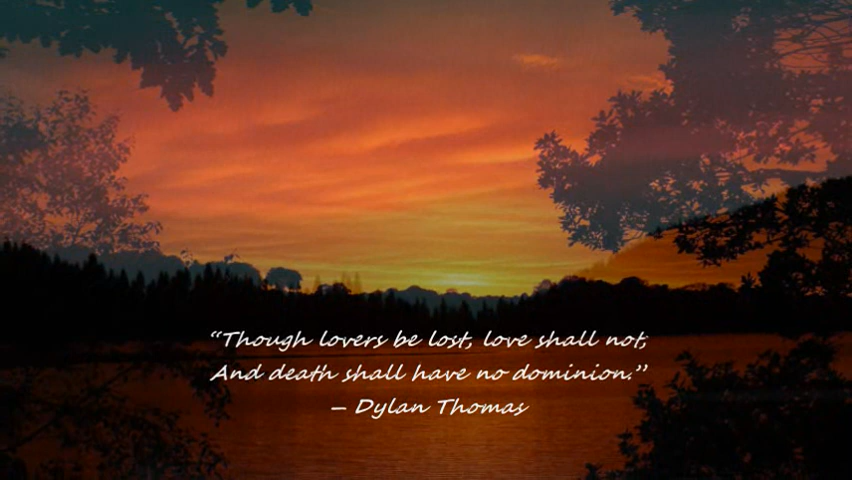 “Though lovers be lost, love shall not;
And death shall have no dominion.”
– Dylan Thomas